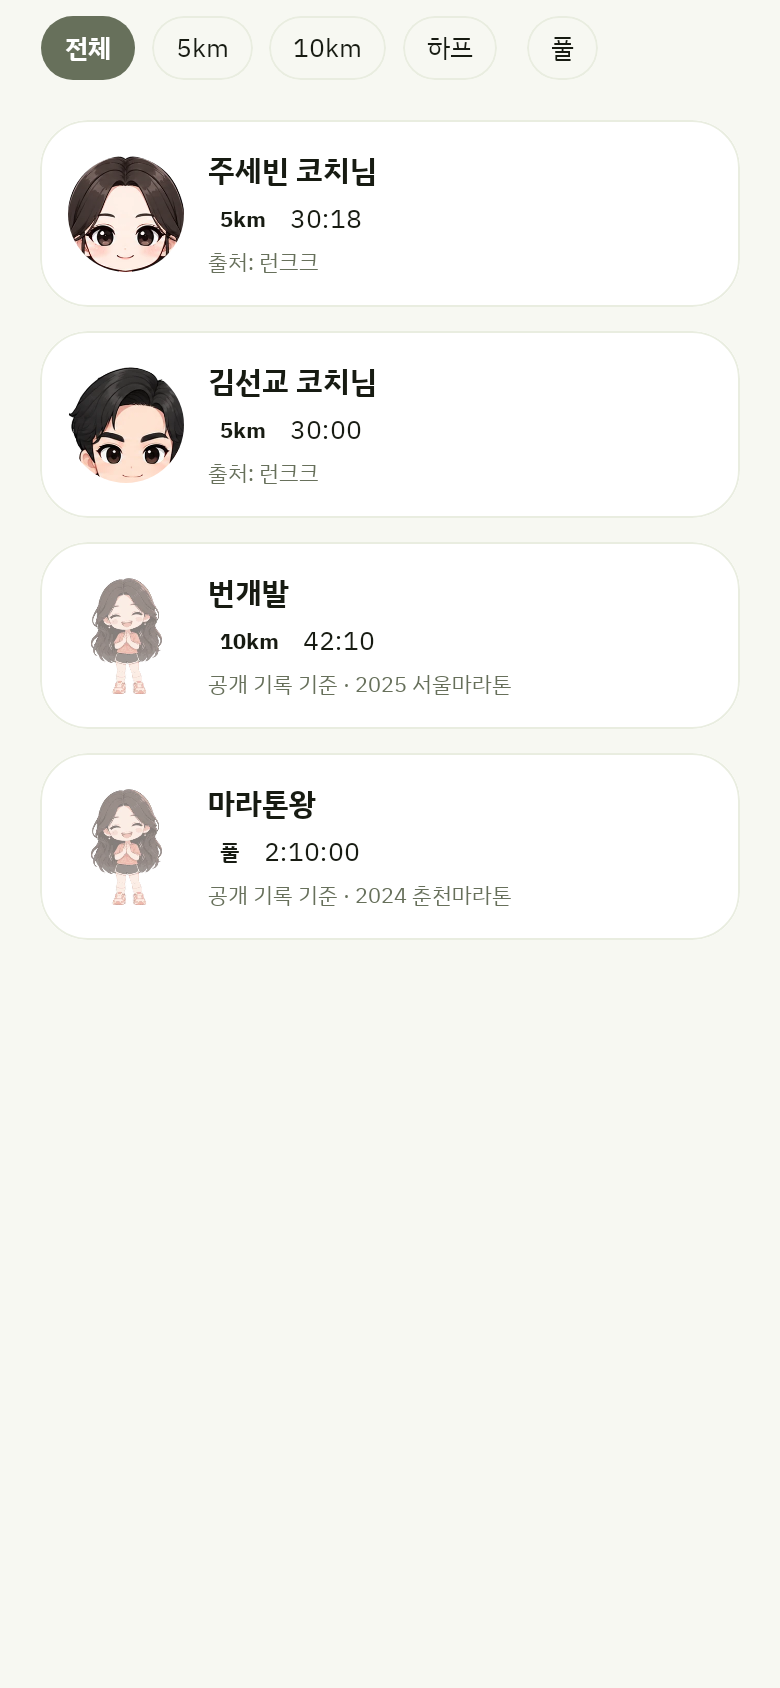 전체 5km 10km 하프 풀
주세빈 코치님
5km 30:18
출처: 런크크
김선교 코치님
5km 30:00
출처: 런크크
번개발
10km 42:10
공개 기록 기준 · 2025 서울마라톤
마라톤왕
풀 2:10:00
공개 기록 기준 · 2024 춘천마라톤